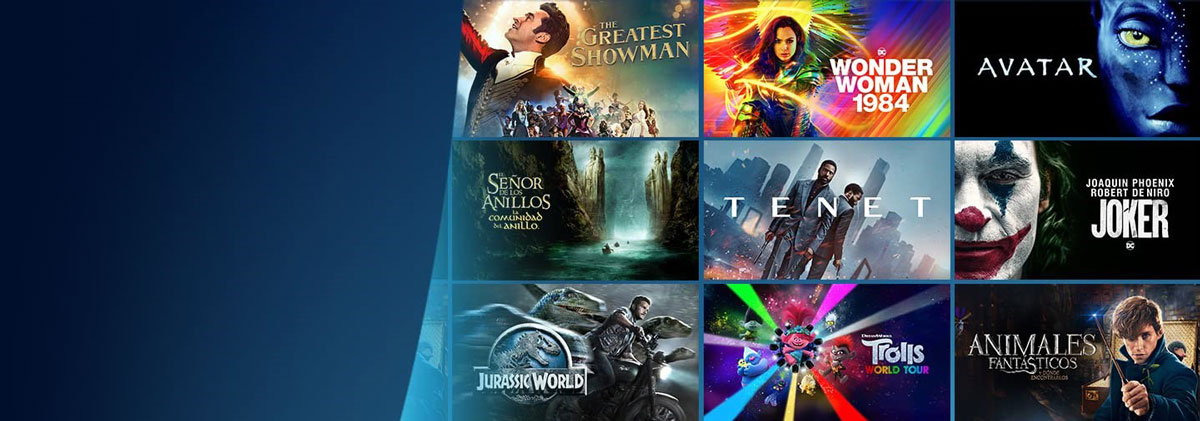 THE
GREATEST
SHOWMAN
DC
WONDER
WOMAN
1984
AVATAR
EL
SEÑOR
DE LOS
ANILLOS
LA
COMUNIDAD
DEL ANILLO
TENET
JOAQUIN PHOENIX
ROBERT DE NIRO
JOKER
DC
JURASSIC WORLD
DREAMWORKS
TROLLS
WORLD TOUR
ANIMALES
FANTÁSTICOS
Y DÓNDE
ENCONTRARLOS